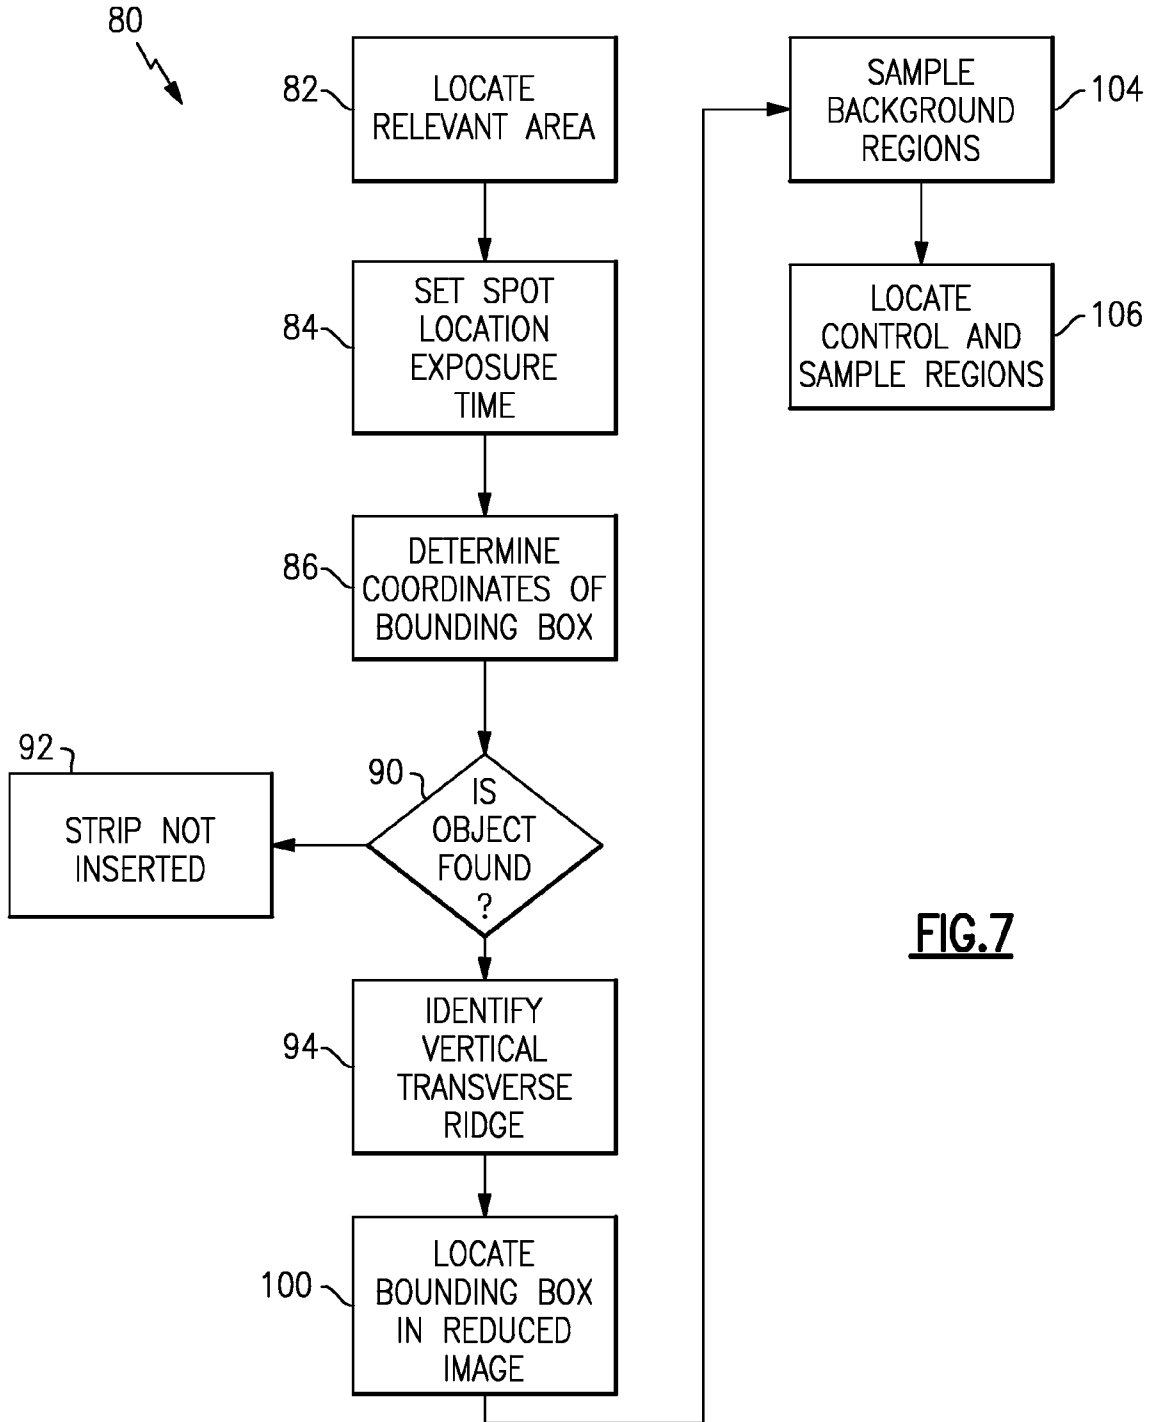 80
82
LOCATE
RELEVANT AREA
84
SET SPOT
LOCATION
EXPOSURE
TIME
86
DETERMINE
COORDINATES OF
BOUNDING BOX
90
IS
OBJECT
FOUND
?
92
STRIP NOT
INSERTED
94
IDENTIFY
VERTICAL
TRANSVERSE
RIDGE
100
LOCATE
BOUNDING BOX
IN REDUCED
IMAGE
SAMPLE
BACKGROUND
REGIONS
104
LOCATE
CONTROL AND
SAMPLE REGIONS
106
FIG.7